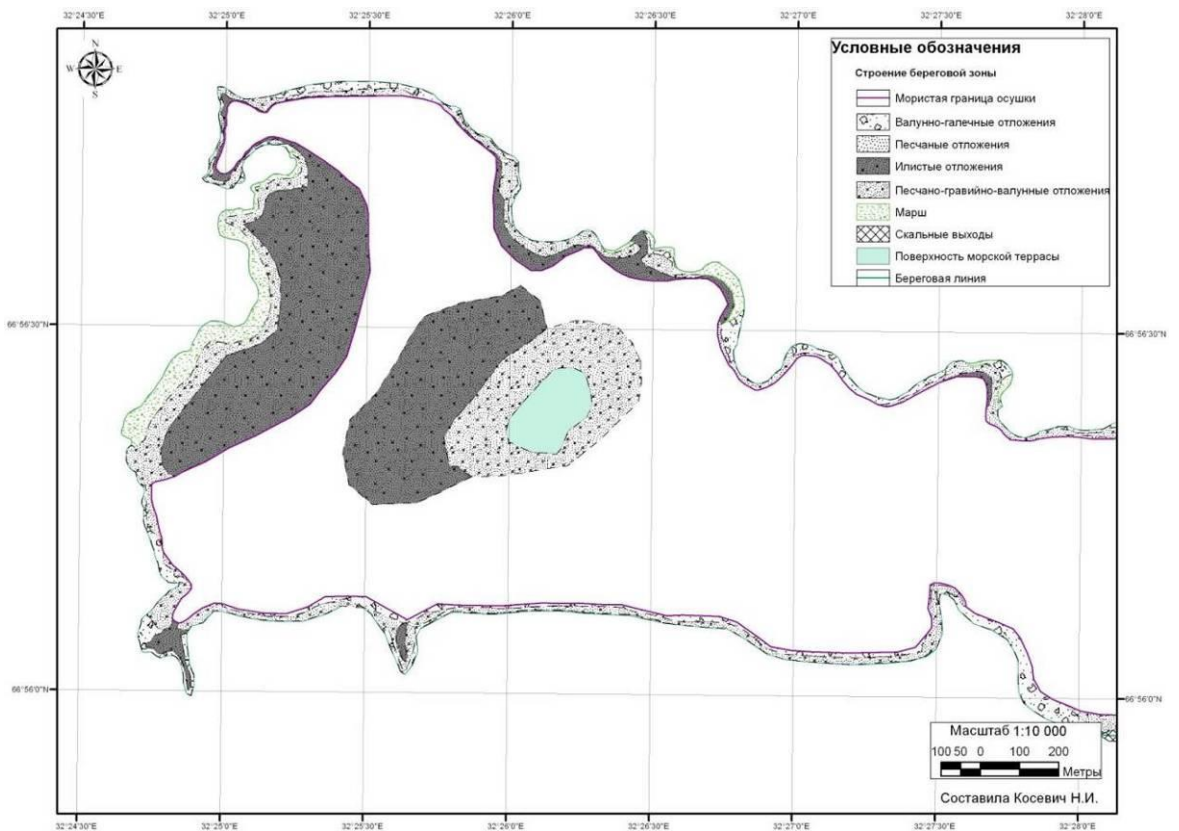 32°24'30"E 32°25'0"E 32°25'30"E 32°26'0"E 32°26'30"E 32°27'0"E 32°27'30"E 32°28'0"E
N
W E
S
Условные обозначения
Строение береговой зоны
Мористая граница осушки
Валунно-галечные отложения
Песчаные отложения
Илистые отложения
Песчано-гравийно-валунные отложения
Марш
Скальные выходы
Поверхность морской террасы
Береговая линия
66°56'30"N 66°56'30"N
66°56'0"N 66°56'0"N
Масштаб 1:10 000
100 50 0 100 200
Метры
Составила Косевич Н.И.
32°24'30"E 32°25'0"E 32°25'30"E 32°26'0"E 32°26'30"E 32°27'0"E 32°27'30"E 32°28'0"E